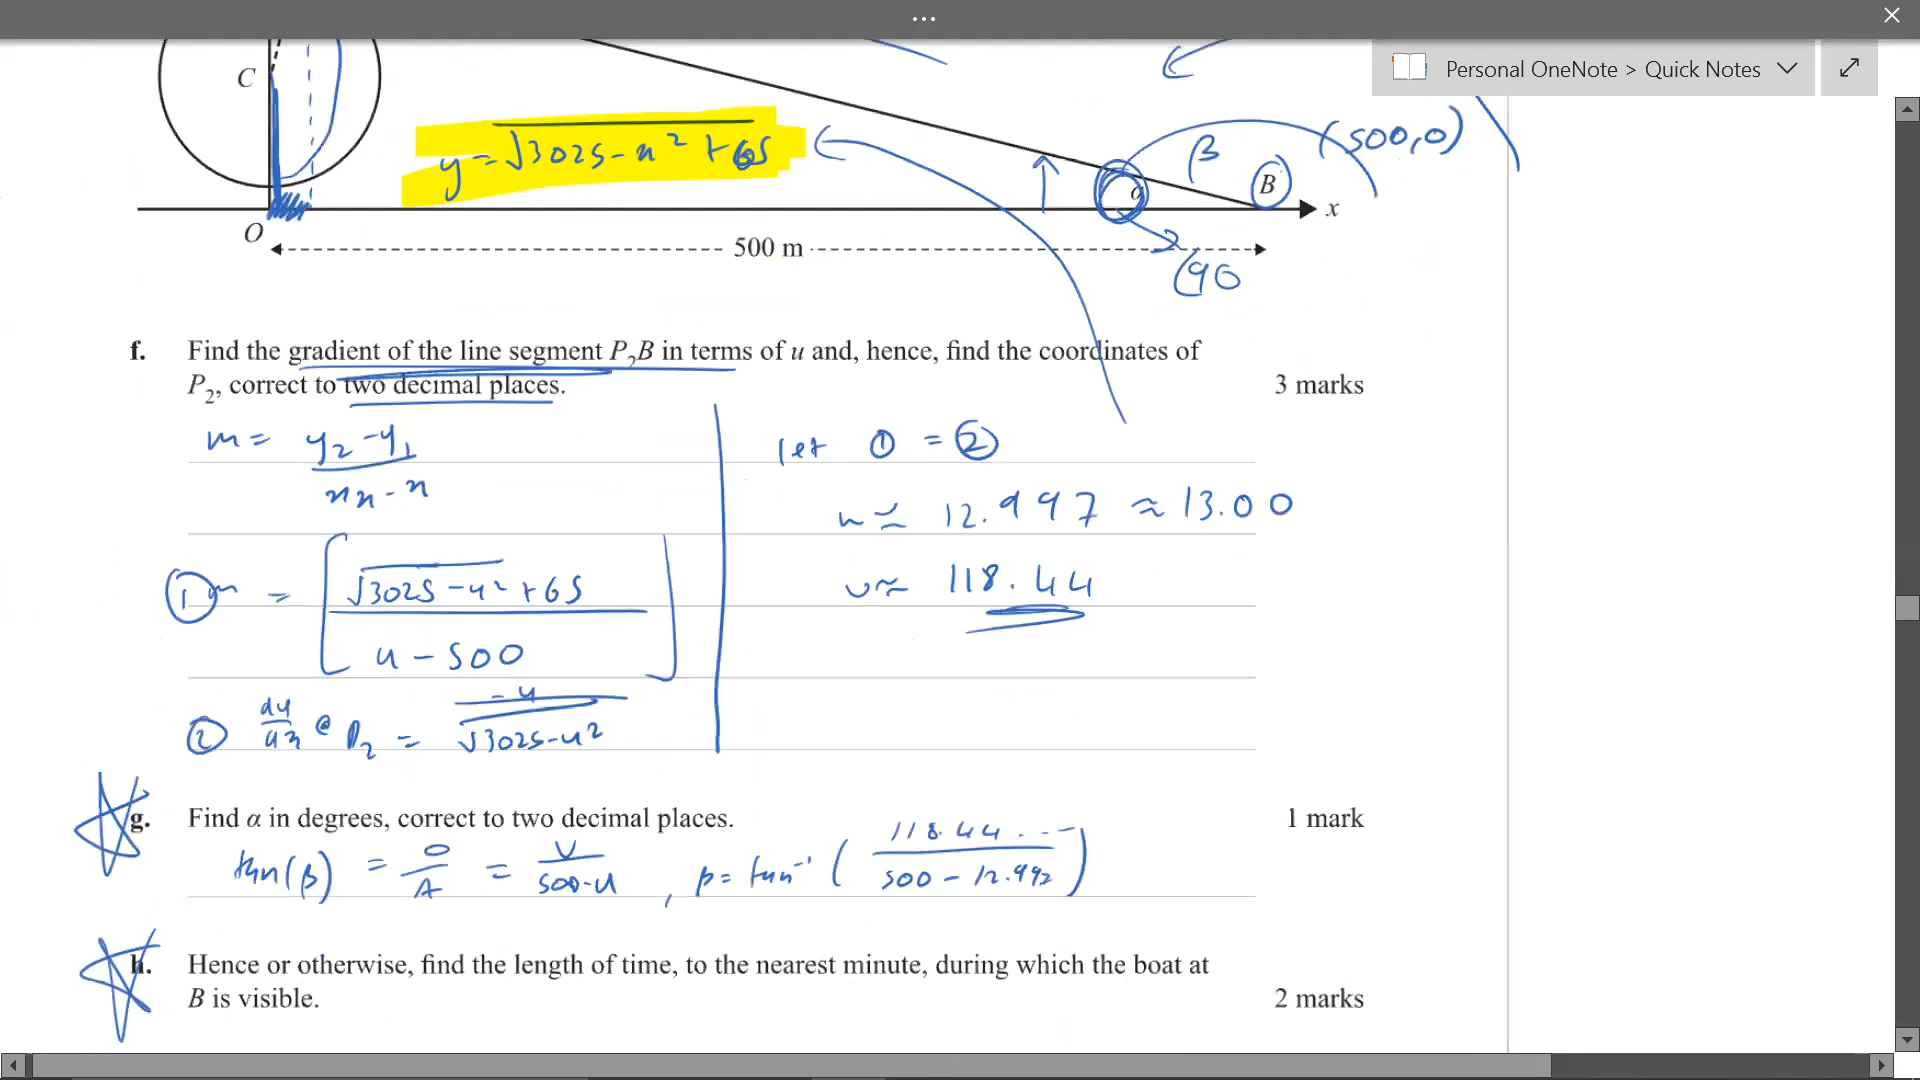 Personal OneNote > Quick Notes
C
y = √3025 - x² + 65
β
(500,0)
B
x
O
500 m
(90
f. Find the gradient of the line segment P₂B in terms of u and, hence, find the coordinates of
P₂, correct to two decimal places.
3 marks
m = y₂ - y₁
let ① = ②
u ≈ 12.997 ≈ 13.00
① m = √3025 - u² + 65
u - 500
v ≈ 118.44
② dy/dx @ P₂ = -u/√3025-u²
g. Find α in degrees, correct to two decimal places.
1 mark
tan(β) = O/A = V/500-u , β = tan⁻¹ ( 118.44.../500 - 12.992 )
h. Hence or otherwise, find the length of time, to the nearest minute, during which the boat at
B is visible.
2 marks